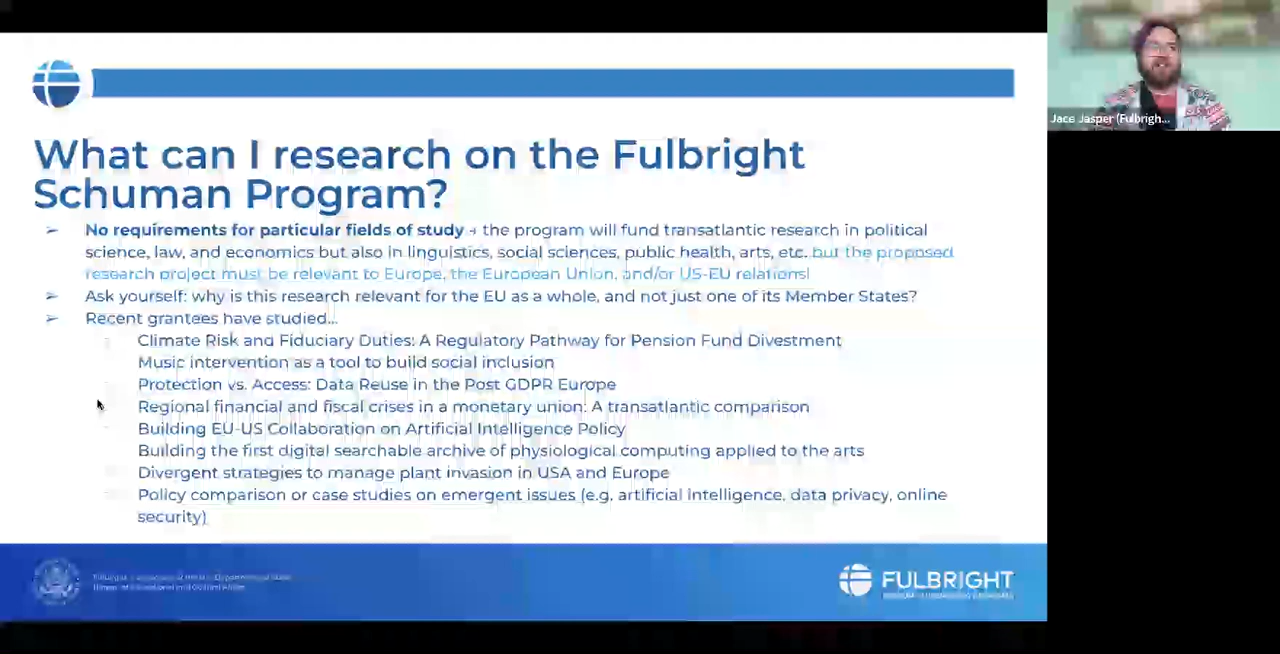 What can I research on the Fulbright
Schuman Program?
➢ No requirements for particular fields of study - the program will fund transatlantic research in political
science, law, and economics but also in linguistics, social sciences, public health, arts, etc. but the proposed
research project must be relevant to Europe, the European Union, and/or US-EU relations!
➢ Ask yourself: why is this research relevant for the EU as a whole, and not just one of its Member States?
➢ Recent grantees have studied...
Climate Risk and Fiduciary Duties: A Regulatory Pathway for Pension Fund Divestment
Music intervention as a tool to build social inclusion
Protection vs. Access: Data Reuse in the Post GDPR Europe
Regional financial and fiscal crises in a monetary union: A transatlantic comparison
Building EU-US Collaboration on Artificial Intelligence Policy
Building the first digital searchable archive of physiological computing applied to the arts
Divergent strategies to manage plant invasion in USA and Europe
Policy comparison or case studies on emergent issues (e.g. artificial intelligence, data privacy, online
security)
FULBRIGHT
Jace Jasper (Fulbrigh...